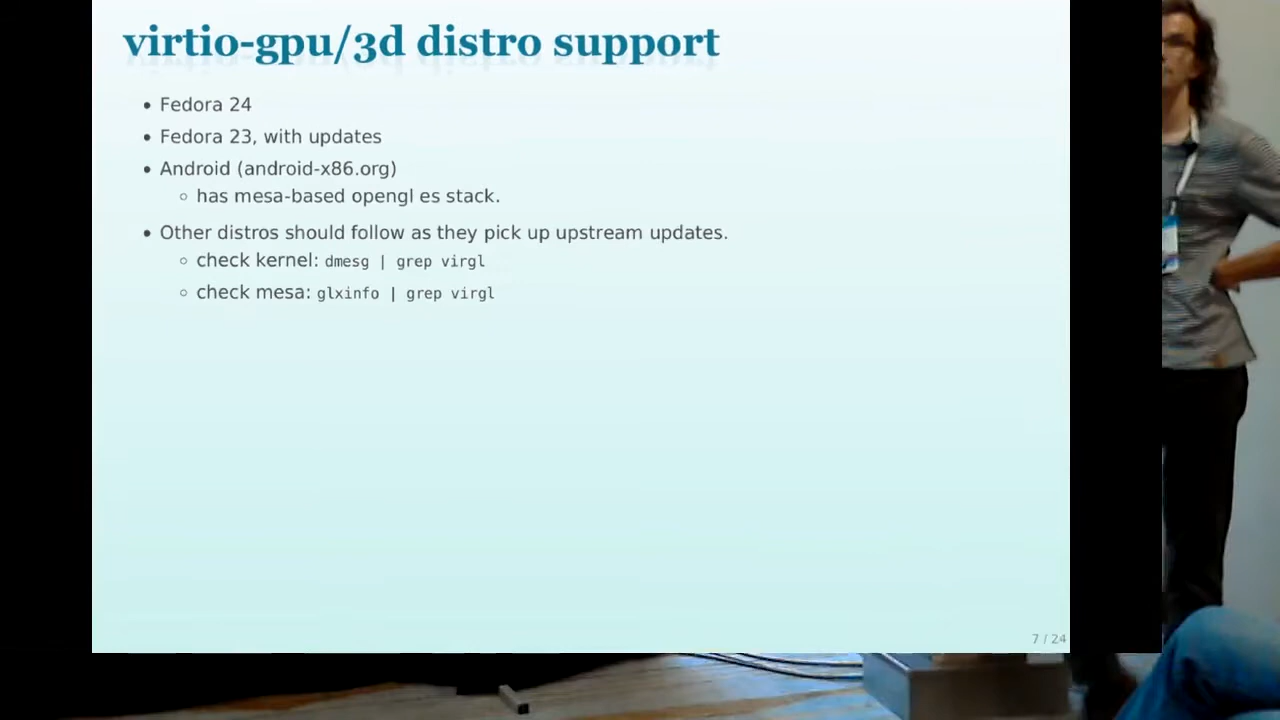 virtio-gpu/3d distro support
• Fedora 24
• Fedora 23, with updates
• Android (android-x86.org)
◦ has mesa-based opengl es stack.
• Other distros should follow as they pick up upstream updates.
◦ check kernel: dmesg | grep virgl
◦ check mesa: glxinfo | grep virgl
7 / 24